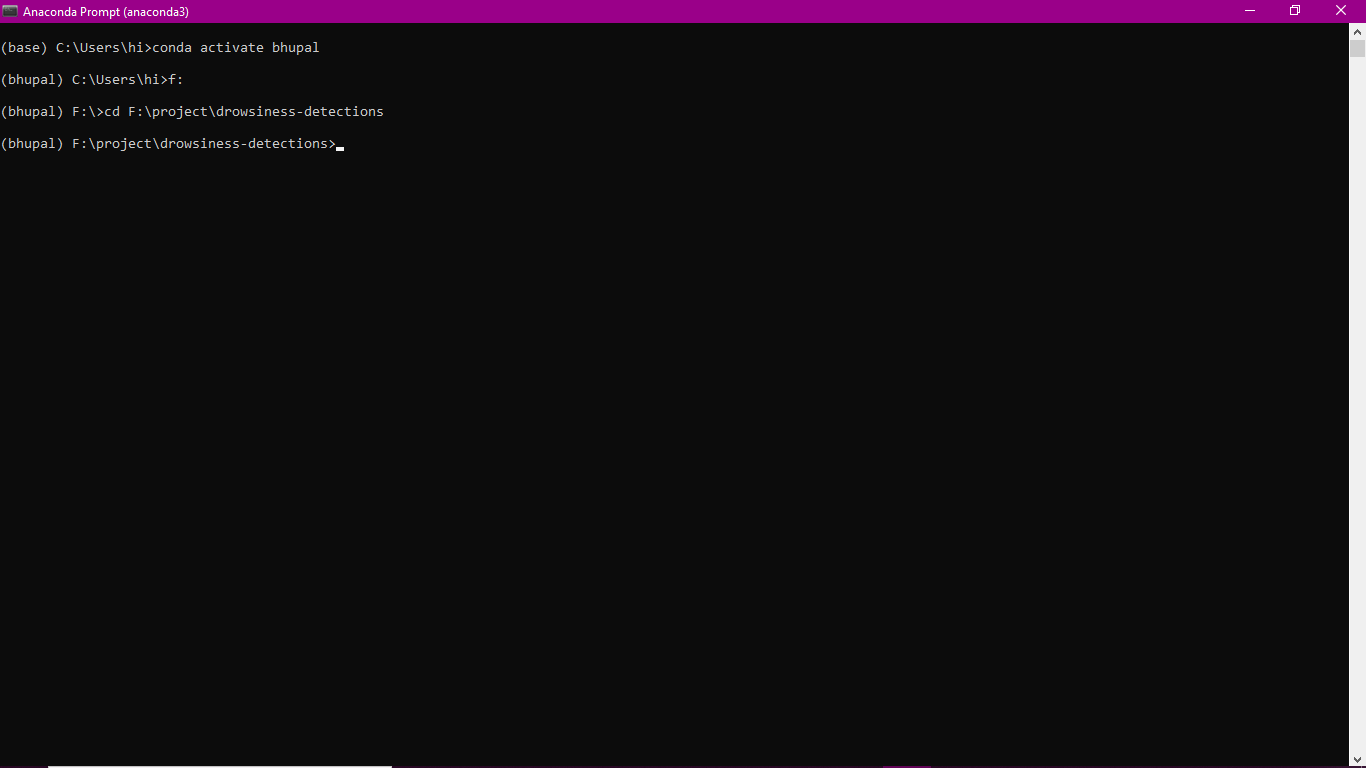 Anaconda Prompt (anaconda3)
(base) C:\Users\hi>conda activate bhupal
(bhupal) C:\Users\hi>f:
(bhupal) F:\>cd F:\project\drowsiness-detections
(bhupal) F:\project\drowsiness-detections>